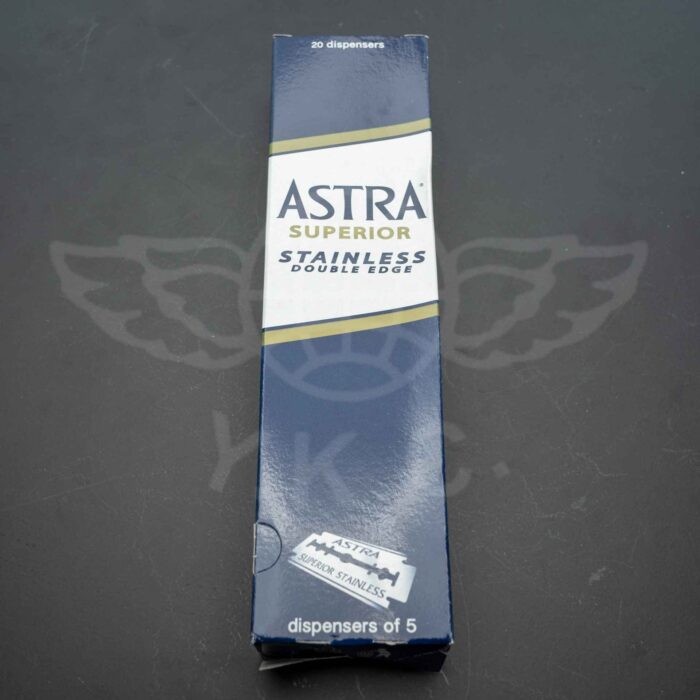 20 dispensers
ASTRA®
SUPERIOR
STAINLESS
DOUBLE EDGE
Y.K.C.
ASTRA
SUPERIOR STAINLESS
dispensers of 5